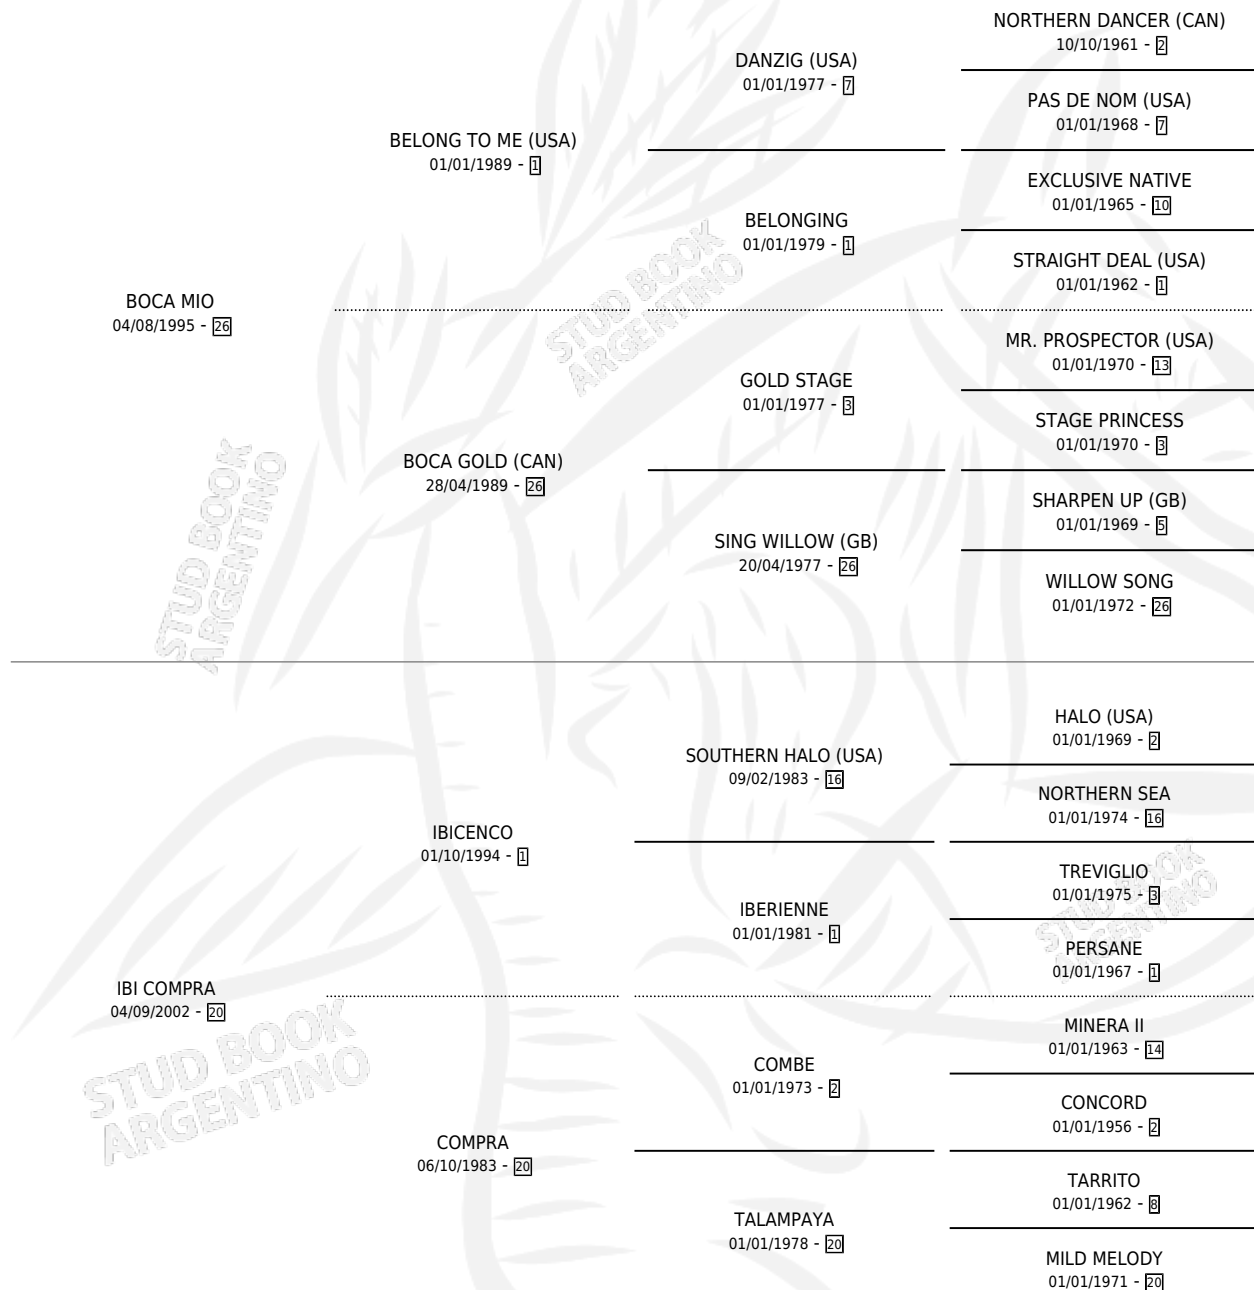 NORTHERN DANCER (CAN)
10/10/1961 - 2
DANZIG (USA)
01/01/1977 - 7
PAS DE NOM (USA)
01/01/1968 - 7
BELONG TO ME (USA)
01/01/1989 - 1
EXCLUSIVE NATIVE
01/01/1965 - 10
BELONGING
01/01/1979 - 1
STRAIGHT DEAL (USA)
01/01/1962 - 1
BOCA MIO
04/08/1995 - 26
MR. PROSPECTOR (USA)
01/01/1970 - 13
GOLD STAGE
01/01/1977 - 3
STAGE PRINCESS
01/01/1970 - 3
BOCA GOLD (CAN)
28/04/1989 - 26
SHARPEN UP (GB)
01/01/1969 - 5
SING WILLOW (GB)
20/04/1977 - 26
WILLOW SONG
01/01/1972 - 26
STUD BOOK
ARGENTINO
STUD BOOK
ARGENTINO
HALO (USA)
01/01/1969 - 2
SOUTHERN HALO (USA)
09/02/1983 - 16
NORTHERN SEA
01/01/1974 - 16
IBICENCO
01/10/1994 - 1
TREVIGLIO
01/01/1975 - 3
IBERIENNE
01/01/1981 - 1
PERSANE
01/01/1967 - 1
STUD BOOK
ARGENTINO
IBI COMPRA
04/09/2002 - 20
STUD BOOK
ARGENTINO
MINERA II
01/01/1963 - 14
COMBE
01/01/1973 - 2
CONCORD
01/01/1956 - 2
COMPRA
06/10/1983 - 20
TARRITO
01/01/1962 - 8
TALAMPAYA
01/01/1978 - 20
MILD MELODY
01/01/1971 - 20